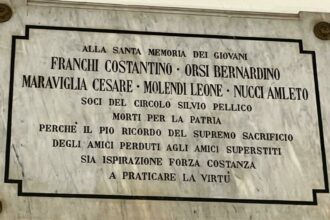 ALLA SANTA MEMORIA DEI GIOVANI
FRANCHI COSTANTINO · ORSI BERNARDINO
MARAVIGLIA CESARE · MOLENDI LEONE · NUCCI AMLETO
SOCI DEL CIRCOLO SILVIO PELLICO
MORTI PER LA PATRIA
PERCHÈ IL PIO RICORDO DEL SUPREMO SACRIFICIO
DEGLI AMICI PERDUTI AGLI AMICI SUPERSTITI
SIA ISPIRAZIONE FORZA COSTANZA
A PRATICARE LA VIRTÙ